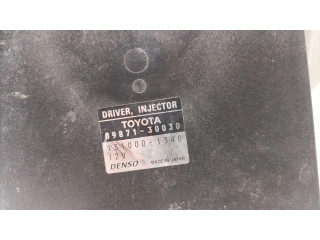 DRIVER, INJECTOR
TOYOTA
89871-30030
131000-1340
12V
DENSO MADE IN JAPAN